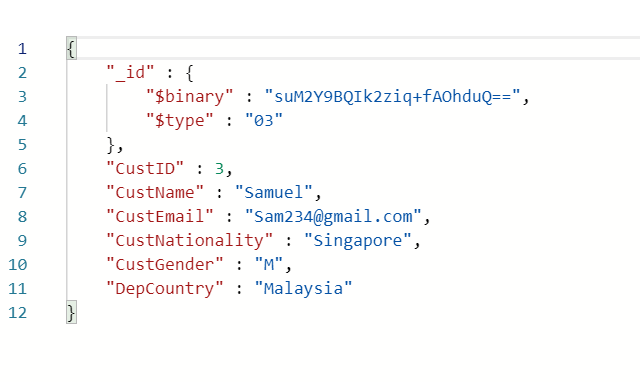 1 {
2 "_id" : {
3 "$binary" : "suM2Y9BQIk2ziq+fAOhduQ==",
4 "$type" : "03"
5 },
6 "CustID" : 3,
7 "CustName" : "Samuel",
8 "CustEmail" : "Sam234@gmail.com",
9 "CustNationality" : "Singapore",
10 "CustGender" : "M",
11 "DepCountry" : "Malaysia"
12 }